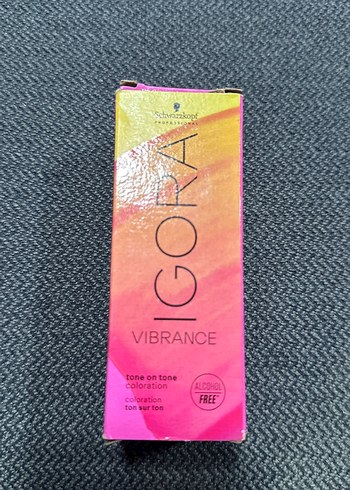 Schwarzkopf
PROFESSIONAL
IGORA
VIBRANCE
tone on tone
coloration
coloration
ton sur ton
ALCOHOL
FREE*